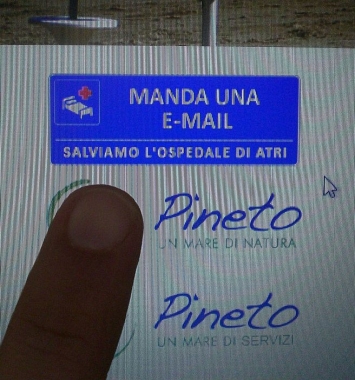 MANDA UNA
E-MAIL
SALVIAMO L'OSPEDALE DI ATRI
Pineto
UN MARE DI NATURA
Pineto
UN MARE DI SERVIZI